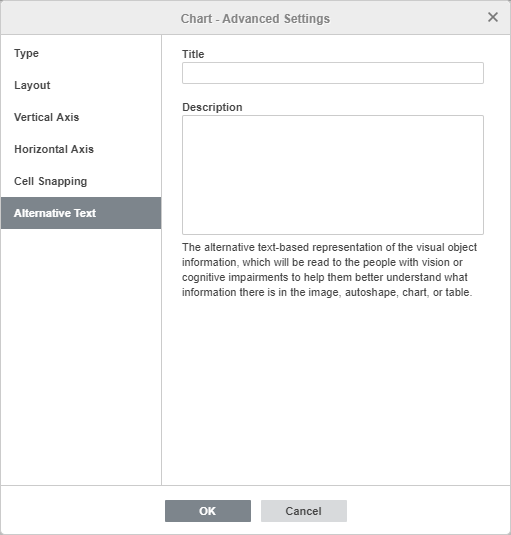 Chart - Advanced Settings
Type
Layout
Vertical Axis
Horizontal Axis
Cell Snapping
Alternative Text
Title
Description
The alternative text-based representation of the visual object
information, which will be read to the people with vision or
cognitive impairments to help them better understand what
information there is in the image, autoshape, chart, or table.
OK
Cancel